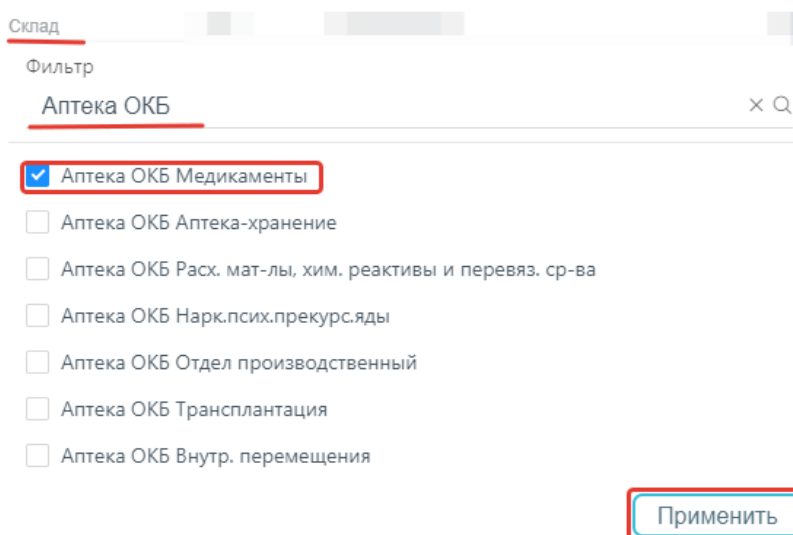 Склад
Фильтр
Аптека ОКБ
Аптека ОКБ Медикаменты
Аптека ОКБ Аптека-хранение
Аптека ОКБ Расх. мат-лы, хим. реактивы и перевяз. ср-ва
Аптека ОКБ Нарк.псих.прекурс.яды
Аптека ОКБ Отдел производственный
Аптека ОКБ Трансплантация
Аптека ОКБ Внутр. перемещения
Применить